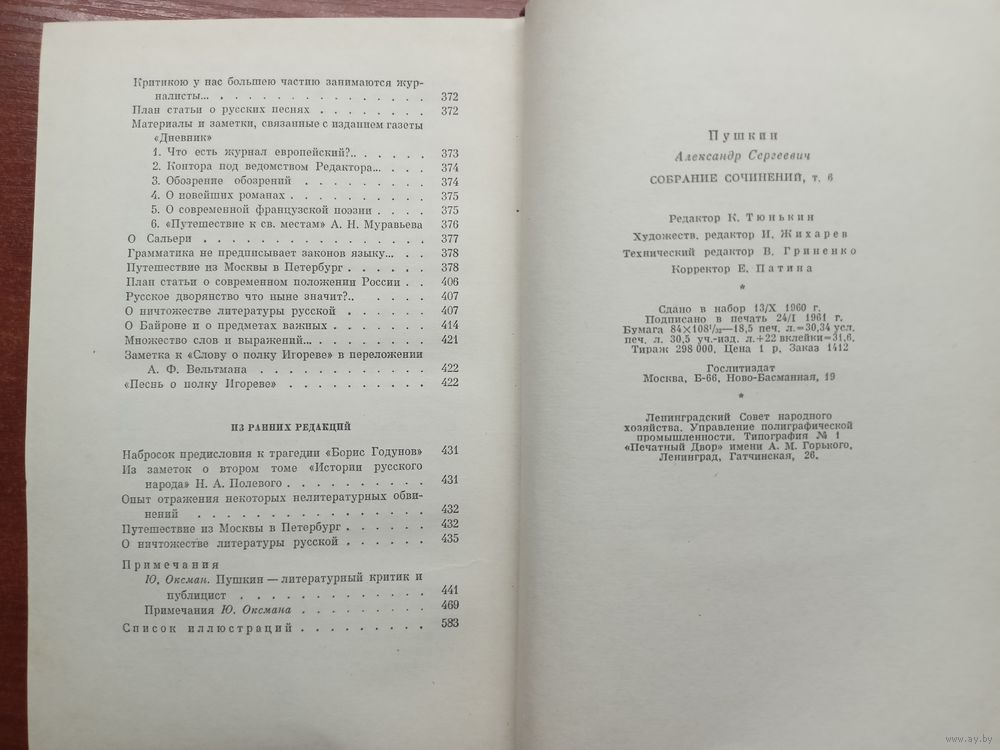 Критикою у нас большею частию занимаются жур-
налисты... . . . . . . . . . . . . . . . . 372
План статьи о русских песнях . . . . . . . . 372
Материалы и заметки, связанные с изданием газеты
«Дневник»
1. Что есть журнал европейский?.. . . . . . 373
2. Контора под ведомством Редактора... . . . 374
3. Обозрение обозрений . . . . . . . . . . 374
4. О новейших романах . . . . . . . . . . 375
5. О современной французской поэзии . . . . 375
6. «Путешествие к св. местам» А. Н. Муравьева 376
О Сальери . . . . . . . . . . . . . . . . . 377
Грамматика не предписывает законов языку... . . 378
Путешествие из Москвы в Петербург . . . . . . 378
План статьи о современном положении России . . 406
Русское дворянство что ныне значит?.. . . . . . 407
О ничтожестве литературы русской . . . . . . 407
О Байроне и о предметах важных . . . . . . . 414
Множество слов и выражений... . . . . . . . . 421
Заметка к «Слову о полку Игореве» в переложении
А. Ф. Вельтмана . . . . . . . . . . . . . 422
«Песнь о полку Игореве» . . . . . . . . . . 422
ИЗ РАННИХ РЕДАКЦИЙ
Набросок предисловия к трагедии «Борис Годунов» 431
Из заметок о втором томе «Истории русского
народа» Н. А. Полевого . . . . . . . . . . 431
Опыт отражения некоторых нелитературных обви-
нений . . . . . . . . . . . . . . . . . 432
Путешествие из Москвы в Петербург . . . . . . 432
О ничтожестве литературы русской . . . . . . 435
Примечания
Ю. Оксман. Пушкин — литературный критик и
публицист . . . . . . . . . . . . . . 441
Примечания Ю. Оксмана . . . . . . . . . 469
Список иллюстраций . . . . . . . . . 583
Пушкин
Александр Сергеевич
СОБРАНИЕ СОЧИНЕНИЙ, т. 6
Редактор К. Тюнькин
Художеств. редактор И. Жихарев
Технический редактор В. Гриненко
Корректор Е. Патина
*
Сдано в набор 13/X 1960 г.
Подписано в печать 24/I 1961 г.
Бумага 84×108¹/₃₂—18,5 печ. л.=30,34 усл.
печ. л. 30,5 уч.-изд. л.+22 вклейки=31,6.
Тираж 298 000. Цена 1 р. Заказ 1412
Гослитиздат
Москва, Б-66, Ново-Басманная, 19
*
Ленинградский Совет народного
хозяйства. Управление полиграфической
промышленности. Типография № 1
«Печатный Двор» имени А. М. Горького,
Ленинград, Гатчинская, 26.
www.ay.by